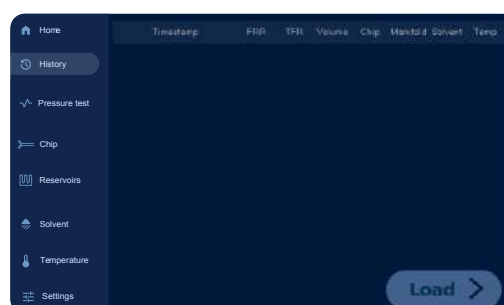 Home
Timestamp FRR TFR Volume Chip Manifold Solvent Temp
History
Pressure test
Chip
Reservoirs
Solvent
Temperature
Settings
Load